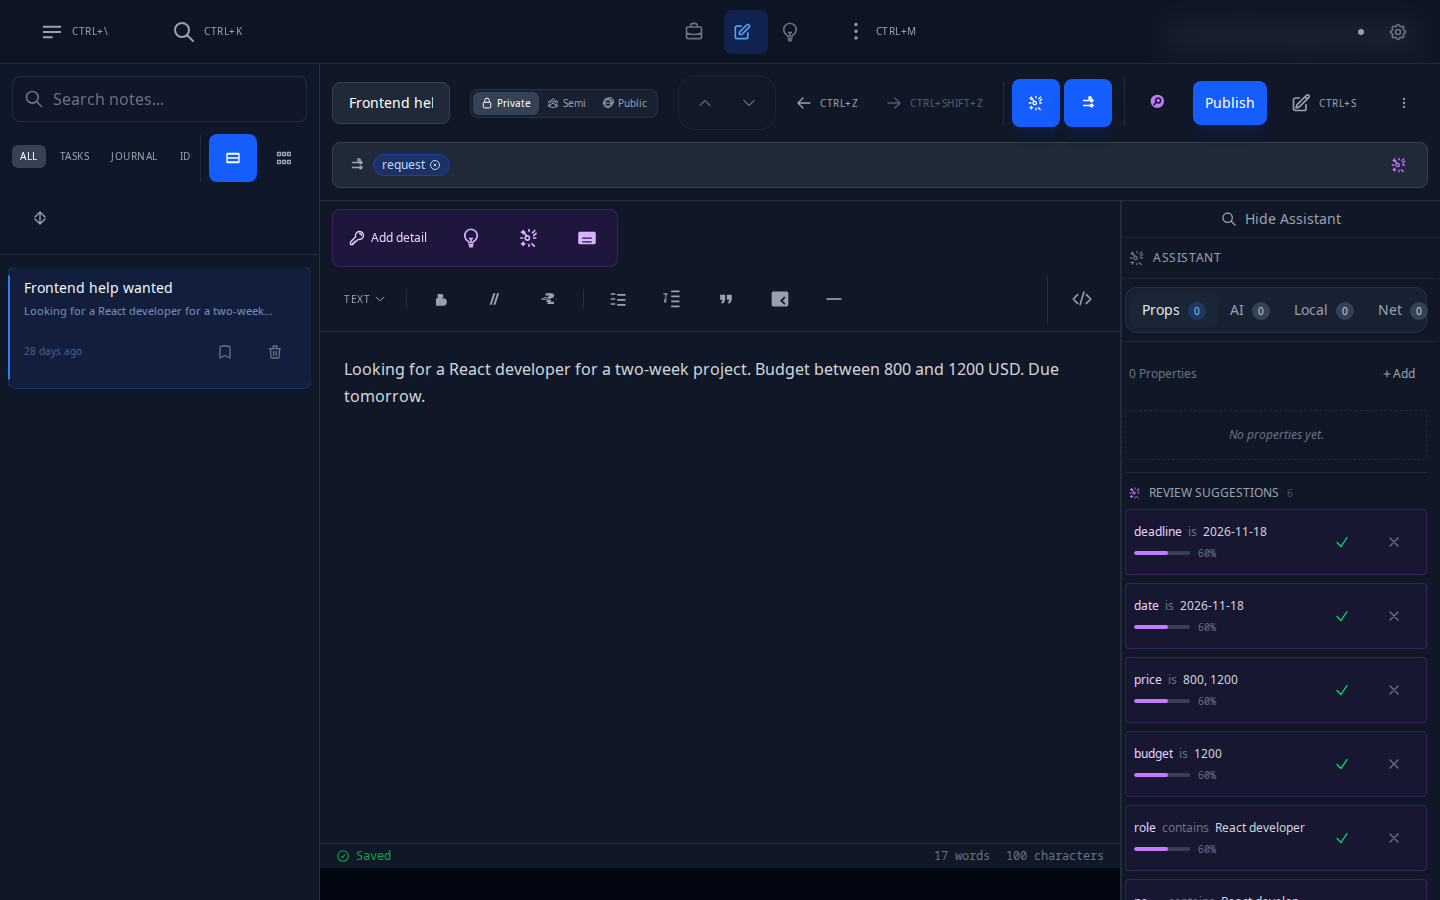 CTRL+\
CTRL+K
CTRL+M
Search notes...
ALL
TASKS
JOURNAL
ID
Frontend help wanted
Looking for a React developer for a two-week...
28 days ago
Frontend hel
Private
Semi
Public
CTRL+Z
CTRL+SHIFT+Z
Publish
CTRL+S
request
Add detail
TEXT
Looking for a React developer for a two-week project. Budget between 800 and 1200 USD. Due
tomorrow.
Saved
17 words
100 characters
Hide Assistant
ASSISTANT
Props 0
AI 0
Local 0
Net 0
0 Properties
+ Add
No properties yet.
REVIEW SUGGESTIONS 6
deadline is 2026-11-18
60%
date is 2026-11-18
60%
price is 800, 1200
60%
budget is 1200
60%
role contains React developer
60%